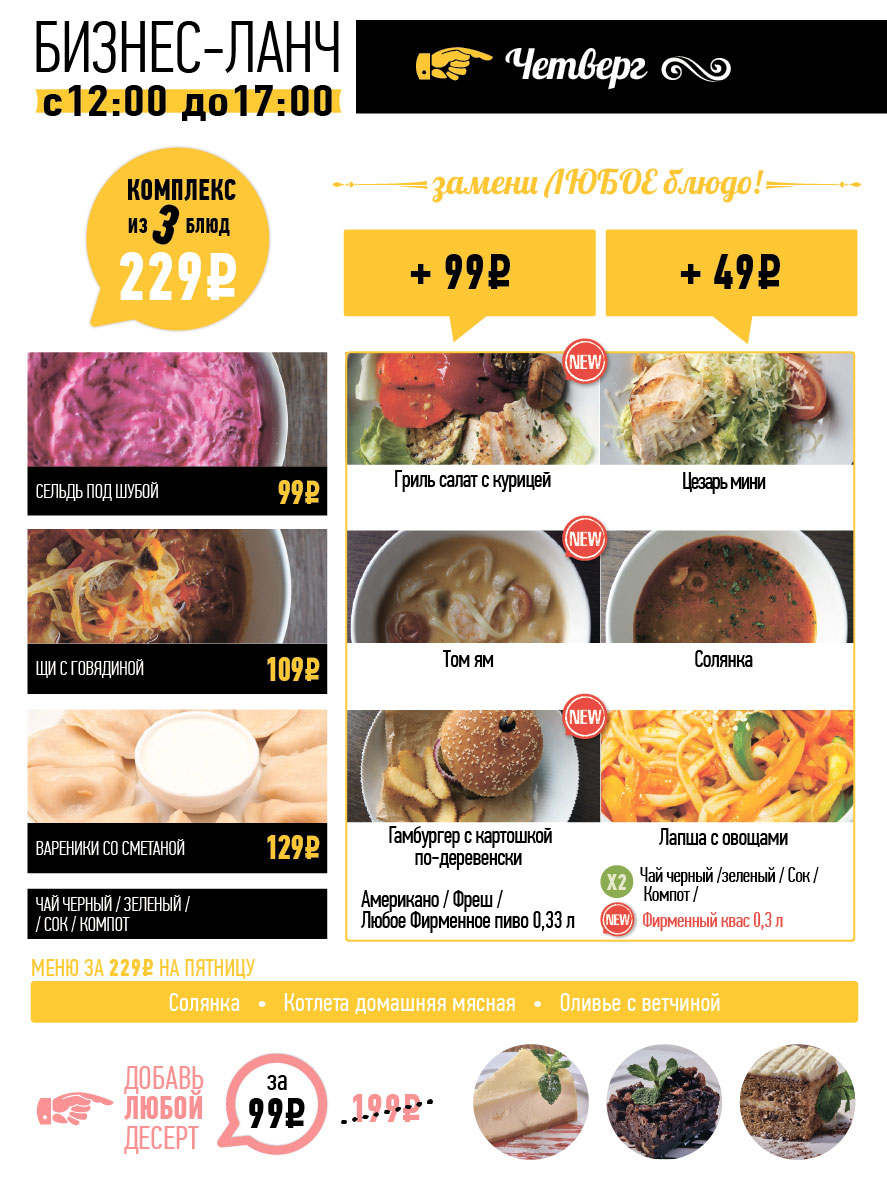 БИЗНЕС-ЛАНЧ
с 12:00 до 17:00
Четверг
КОМПЛЕКС
ИЗ 3 БЛЮД
229₽
замени ЛЮБОЕ блюдо!
+ 99₽
+ 49₽
СЕЛЬДЬ ПОД ШУБОЙ 99₽
NEW
Гриль салат с курицей
Цезарь мини
ЩИ С ГОВЯДИНОЙ 109₽
NEW
Том ям
Солянка
ВАРЕНИКИ СО СМЕТАНОЙ 129₽
NEW
Гамбургер с картошкой
по-деревенски
Лапша с овощами
ЧАЙ ЧЕРНЫЙ / ЗЕЛЕНЫЙ /
/ СОК / КОМПОТ
Американо / Фреш /
Любое Фирменное пиво 0,33 л
X2 Чай черный /зеленый / Сок /
Компот /
NEW Фирменный квас 0,3 л
МЕНЮ ЗА 229₽ НА ПЯТНИЦУ
Солянка • Котлета домашняя мясная • Оливье с ветчиной
ДОБАВЬ
ЛЮБОЙ
ДЕСЕРТ
за
99₽
199₽